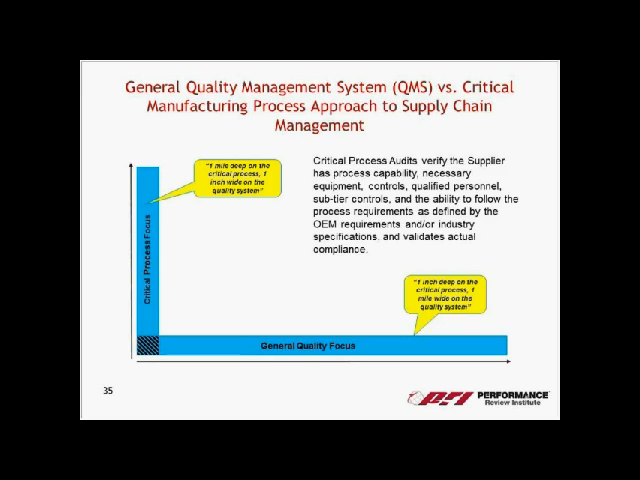 General Quality Management System (QMS) vs. Critical
Manufacturing Process Approach to Supply Chain
Management
"1 mile deep on the
critical process, 1
inch wide on the
quality system"
Critical Process Audits verify the Supplier
has process capability, necessary
equipment, controls, qualified personnel,
sub-tier controls, and the ability to follow the
process requirements as defined by the
OEM requirements and/or industry
specifications, and validates actual
compliance.
Critical Process Focus
"1 inch deep on the
critical process, 1
mile wide on the
quality system"
General Quality Focus
35
PRI PERFORMANCE
Review Institute